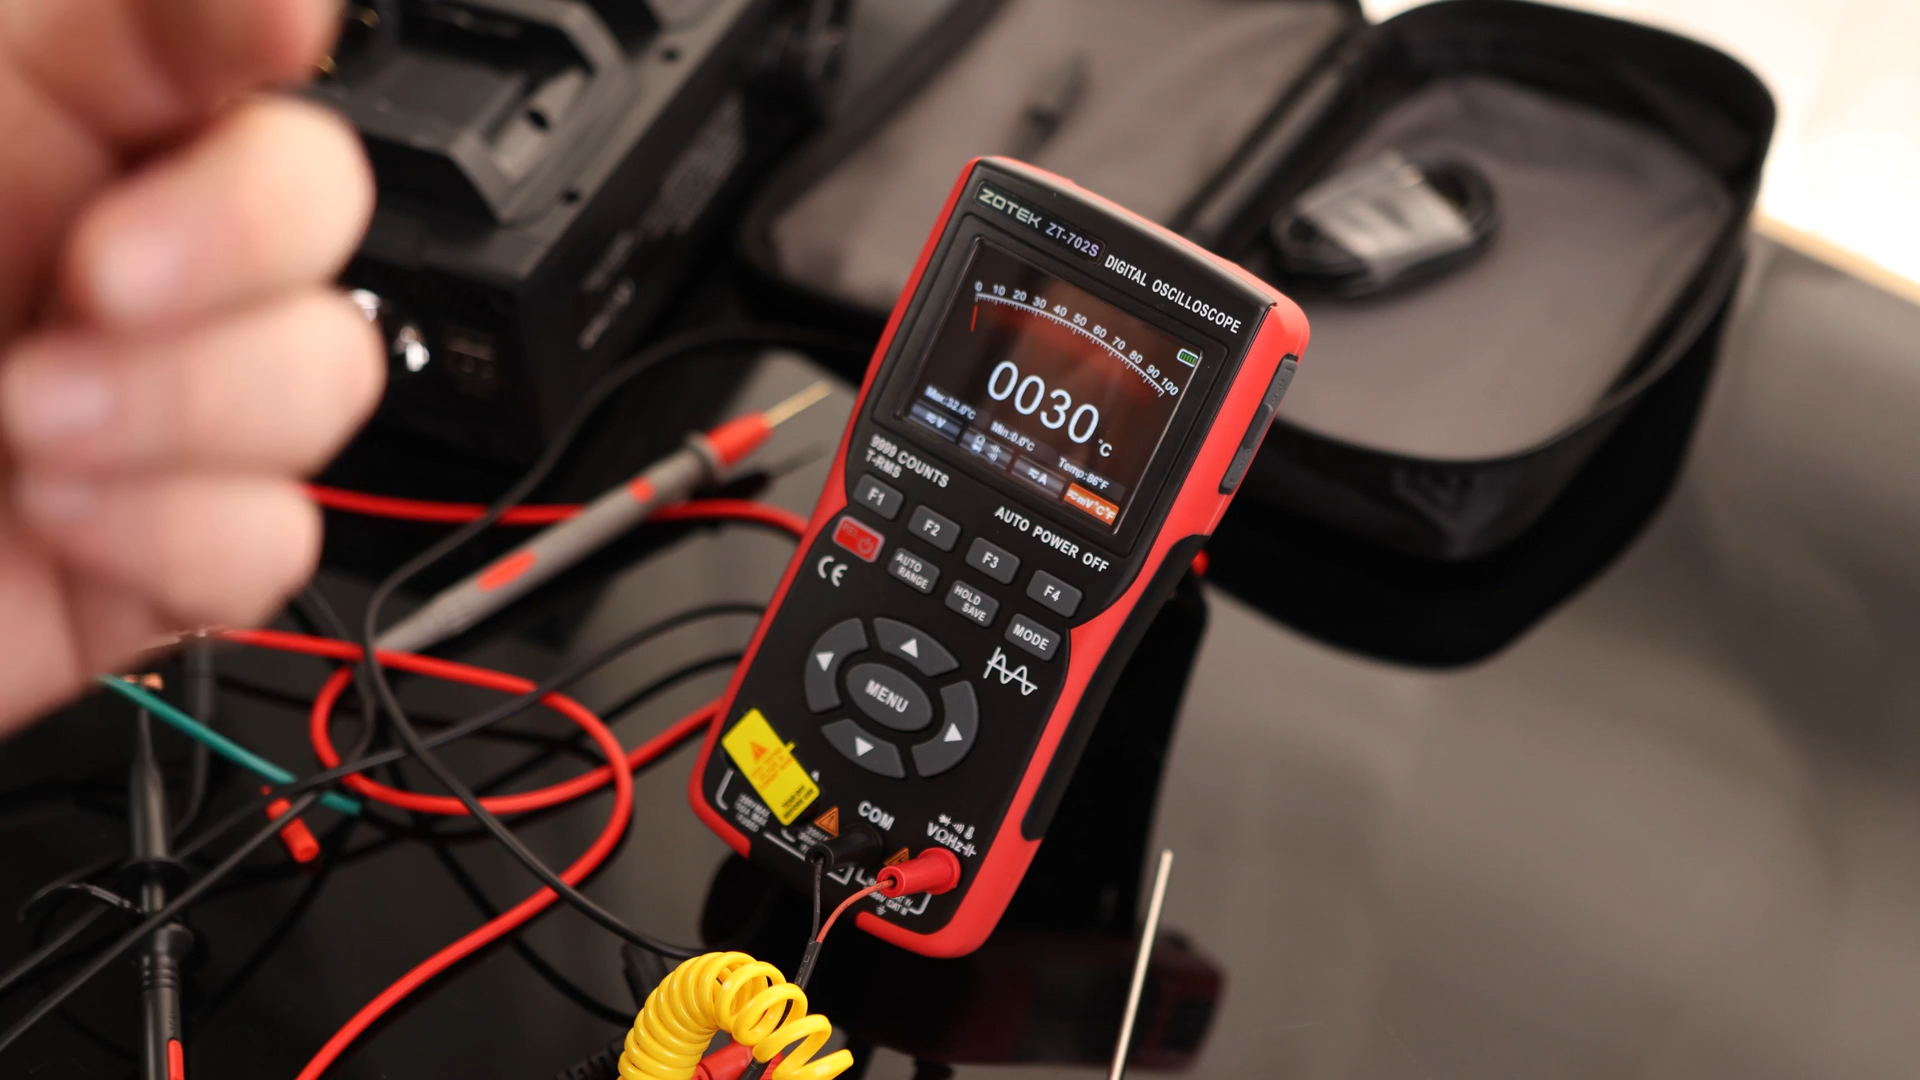 ZOTEK ZT-702S
DIGITAL OSCILLOSCOPE
0 10 20 30 40 50 60 70 80 90 100
0030 °C
Max:32.0°C
Min:0.0°C
Temp:86°F
V
A
mV°C°F
9999 COUNTS
T-RMS
AUTO POWER OFF
F1
F2
F3
F4
AUTO
RANGE
HOLD
SAVE
MODE
CE
MENU
COM
VΩHz